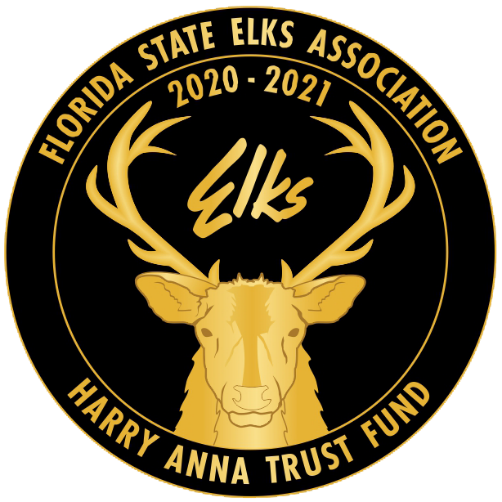 FLORIDA STATE ELKS ASSOCIATION
2020 - 2021
Elks
HARRY ANNA TRUST FUND